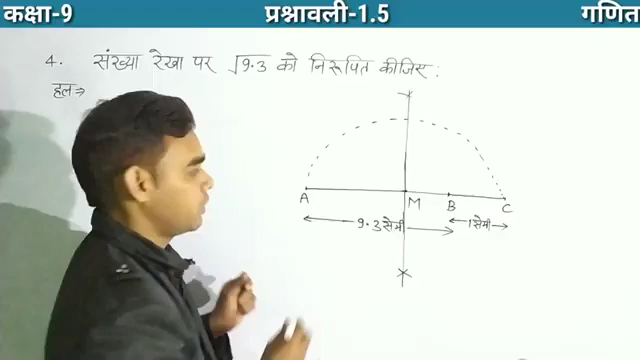 कक्षा-9 प्रश्नावली-1.5 गणित
4. संख्या रेखा पर √9.3 को निरूपित कीजिए:
हल⇒
A M B C
9.3 सेमी 1 सेमी